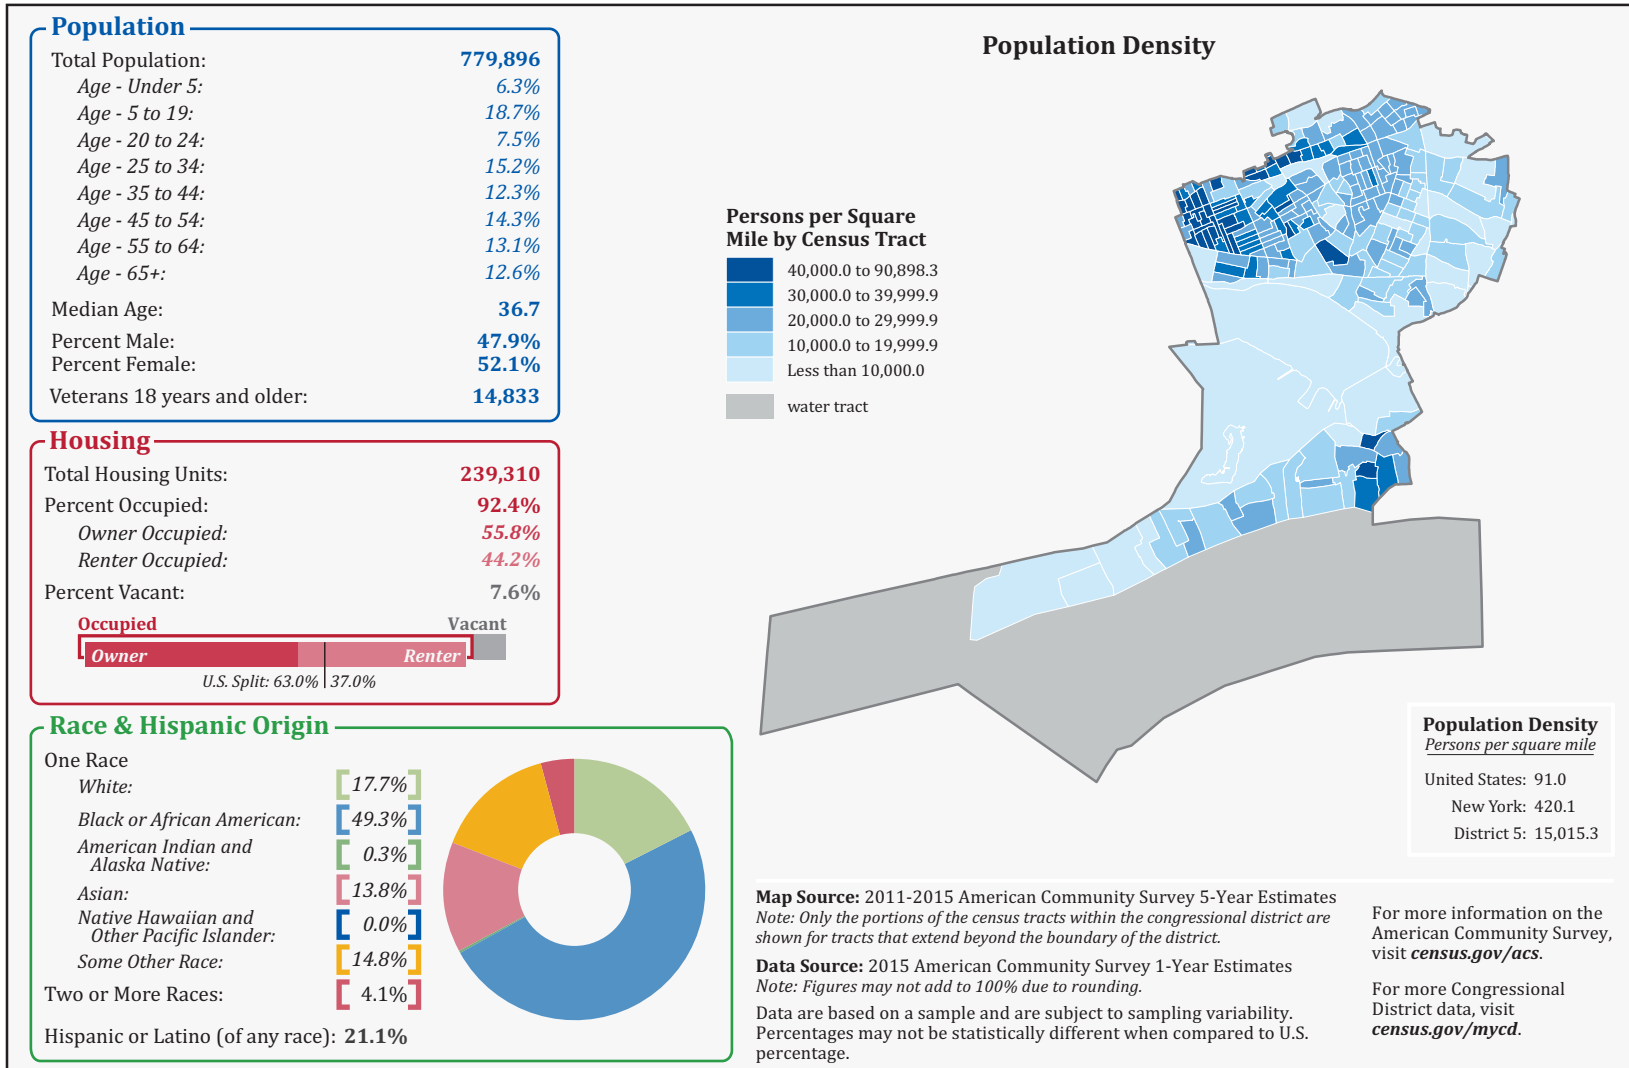 Population
Total Population: 779,896
Age - Under 5: 6.3%
Age - 5 to 19: 18.7%
Age - 20 to 24: 7.5%
Age - 25 to 34: 15.2%
Age - 35 to 44: 12.3%
Age - 45 to 54: 14.3%
Age - 55 to 64: 13.1%
Age - 65+: 12.6%
Median Age: 36.7
Percent Male: 47.9%
Percent Female: 52.1%
Veterans 18 years and older: 14,833
Housing
Total Housing Units: 239,310
Percent Occupied: 92.4%
Owner Occupied: 55.8%
Renter Occupied: 44.2%
Percent Vacant: 7.6%
Occupied Vacant
Owner Renter
U.S. Split: 63.0% 37.0%
Race & Hispanic Origin
One Race
White: 17.7%
Black or African American: 49.3%
American Indian and
Alaska Native: 0.3%
Asian: 13.8%
Native Hawaiian and
Other Pacific Islander: 0.0%
Some Other Race: 14.8%
Two or More Races: 4.1%
Hispanic or Latino (of any race): 21.1%
Population Density
Persons per Square
Mile by Census Tract
40,000.0 to 90,898.3
30,000.0 to 39,999.9
20,000.0 to 29,999.9
10,000.0 to 19,999.9
Less than 10,000.0
water tract
Population Density
Persons per square mile
United States: 91.0
New York: 420.1
District 5: 15,015.3
Map Source: 2011-2015 American Community Survey 5-Year Estimates
Note: Only the portions of the census tracts within the congressional district are
shown for tracts that extend beyond the boundary of the district.
Data Source: 2015 American Community Survey 1-Year Estimates
Note: Figures may not add to 100% due to rounding.
Data are based on a sample and are subject to sampling variability.
Percentages may not be statistically different when compared to U.S.
percentage.
For more information on the
American Community Survey,
visit census.gov/acs.
For more Congressional
District data, visit
census.gov/mycd.